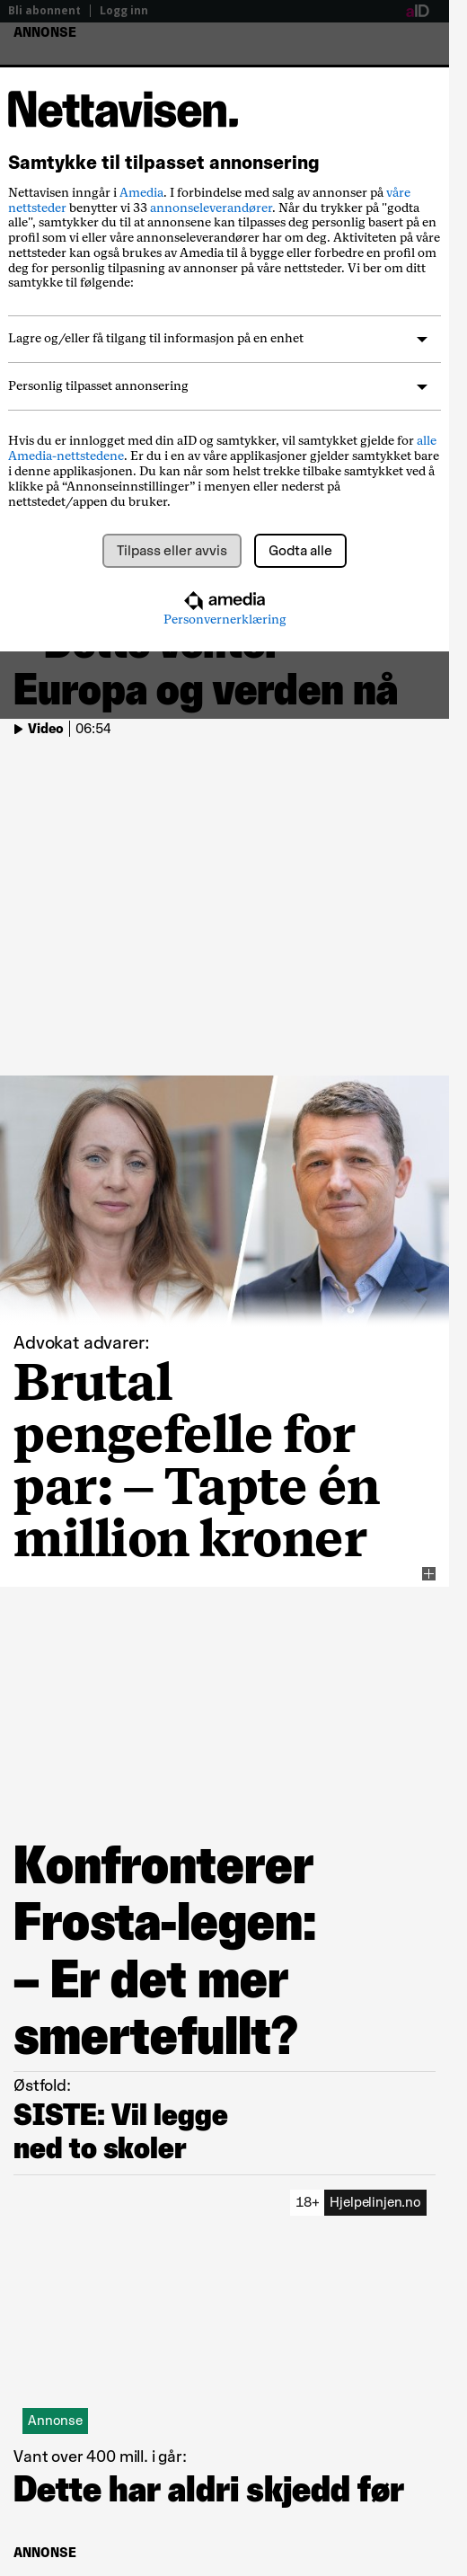 Bli abonnent
Logg inn
aID
ANNONSE
Nettavisen.
Samtykke til tilpasset annonsering
Nettavisen inngår i Amedia. I forbindelse med salg av annonser på våre
nettsteder benytter vi 33 annonseleverandører. Når du trykker på "godta
alle", samtykker du til at annonsene kan tilpasses deg personlig basert på en
profil som vi eller våre annonseleverandører har om deg. Aktiviteten på våre
nettsteder kan også brukes av Amedia til å bygge eller forbedre en profil om
deg for personlig tilpasning av annonser på våre nettsteder. Vi ber om ditt
samtykke til følgende:
Lagre og/eller få tilgang til informasjon på en enhet
Personlig tilpasset annonsering
Hvis du er innlogget med din aID og samtykker, vil samtykket gjelde for alle
Amedia-nettstedene. Er du i en av våre applikasjoner gjelder samtykket bare
i denne applikasjonen. Du kan når som helst trekke tilbake samtykket ved å
klikke på “Annonseinnstillinger” i menyen eller nederst på
nettstedet/appen du bruker.
Tilpass eller avvis
Godta alle
amedia
Personvernerklæring
Europa og verden nå
Video
06:54
Advokat advarer:
Brutal
pengefelle for
par: – Tapte én
million kroner
Konfronterer
Frosta-legen:
– Er det mer
smertefullt?
Østfold:
SISTE: Vil legge
ned to skoler
18+ Hjelpelinjen.no
Annonse
Vant over 400 mill. i går:
Dette har aldri skjedd før
ANNONSE